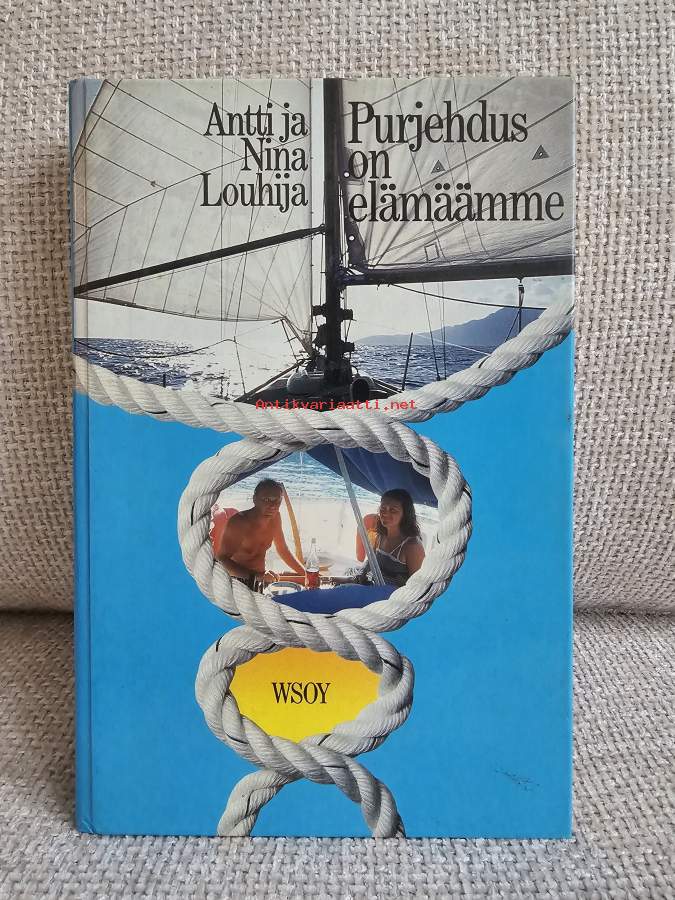 Antti ja
Nina
Louhija
Purjehdus
on
elämäämme
Antikvariaatti.net
WSOY